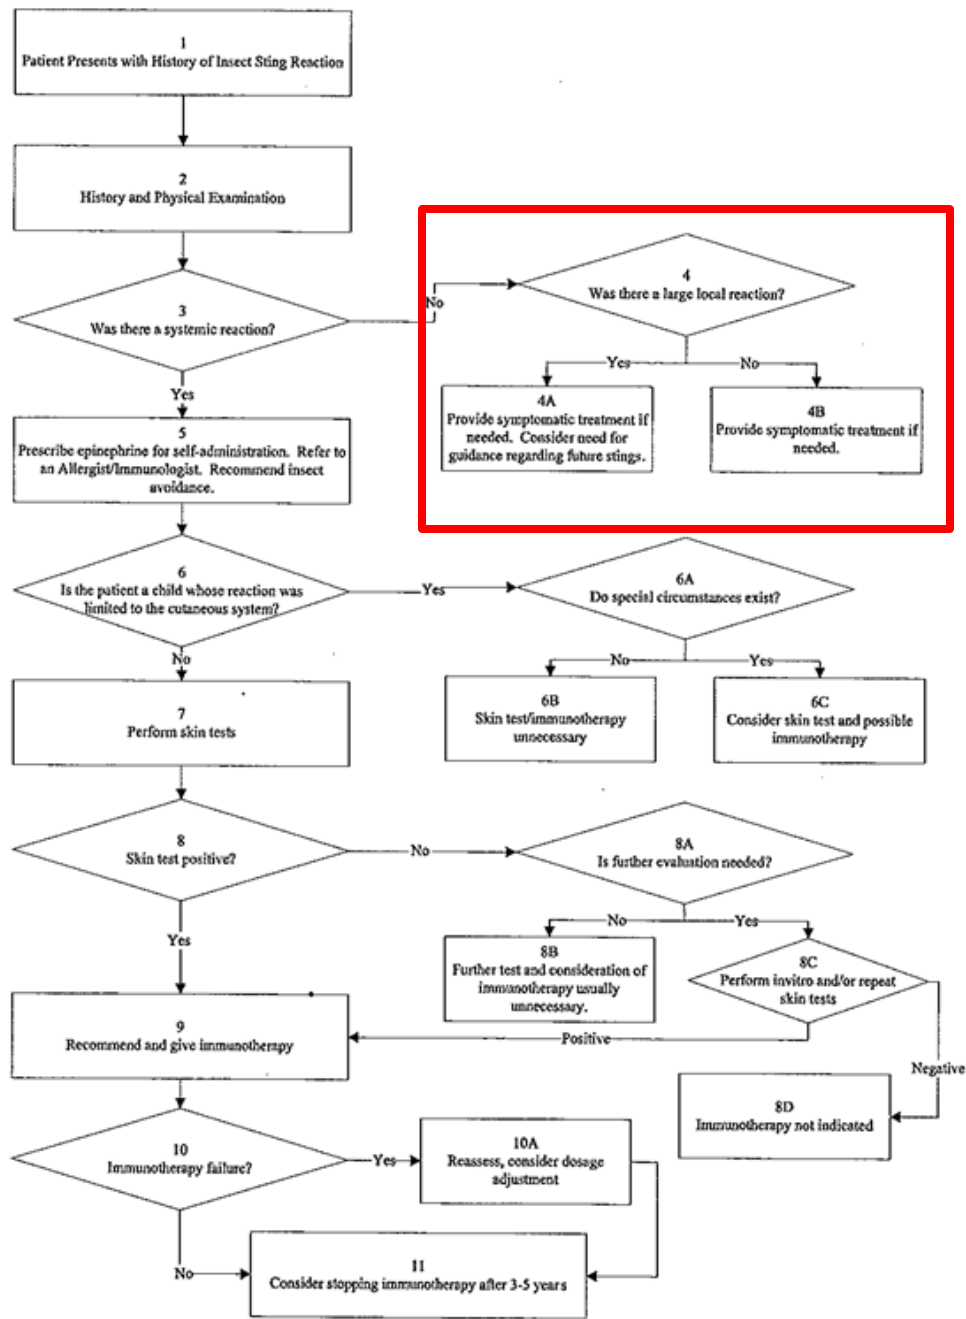 1
Patient Presents with History of Insect Sting Reaction
2
History and Physical Examination
3
Was there a systemic reaction?
No
4
Was there a large local reaction?
Yes
No
4A
Provide symptomatic treatment if
needed. Consider need for
guidance regarding future stings.
4B
Provide symptomatic treatment if
needed.
Yes
5
Prescribe epinephrine for self-administration. Refer to
an Allergist/Immunologist. Recommend insect
avoidance.
6
Is the patient a child whose reaction was
limited to the cutaneous system?
Yes
6A
Do special circumstances exist?
No
Yes
6B
Skin test/immunotherapy
unnecessary
6C
Consider skin test and possible
immunotherapy
No
7
Perform skin tests
8
Skin test positive?
No
8A
Is further evaluation needed?
No
Yes
8B
Further test and consideration of
immunotherapy usually
unnecessary.
8C
Perform invitro and/or repeat
skin tests
Yes
Positive
Negative
8D
Immunotherapy not indicated
9
Recommend and give immunotherapy
10
Immunotherapy failure?
Yes
10A
Reassess, consider dosage
adjustment
No
11
Consider stopping immunotherapy after 3-5 years